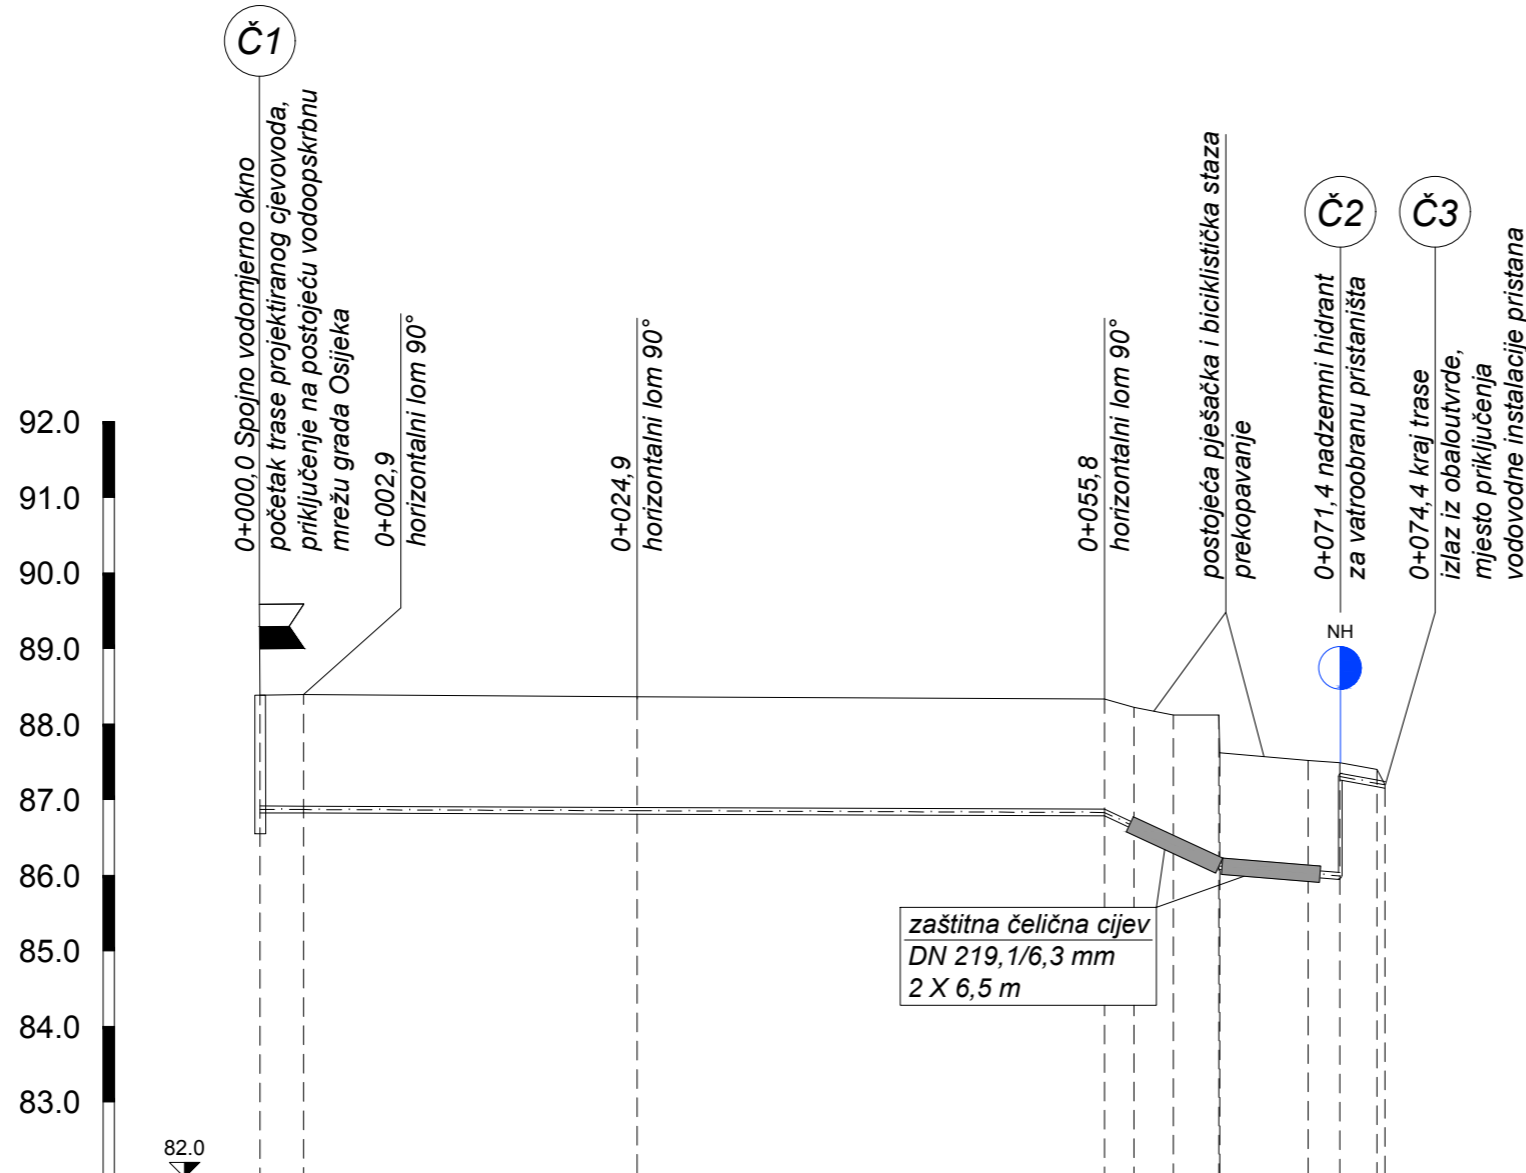 Č1
0+000,0 Spojno vodomjerno okno
početak trase projektiranog cjevovoda,
priključenje na postojeću vodoopskrbnu
mrežu grada Osijeka
0+002,9
horizontalni lom 90°
0+024,9
horizontalni lom 90°
0+055,8
horizontalni lom 90°
postojeća pješačka i biciklistička staza
prekopavanje
Č2
0+071,4 nadzemni hidrant
za vatroobranu pristaništa
Č3
0+074,4 kraj trase
izlaz iz obaloutvrde,
mjesto priključenja
vodovodne instalacije pristana
NH
92.0
91.0
90.0
89.0
88.0
87.0
86.0
85.0
84.0
83.0
82.0
zaštitna čelična cijev
DN 219,1/6,3 mm
2 X 6,5 m